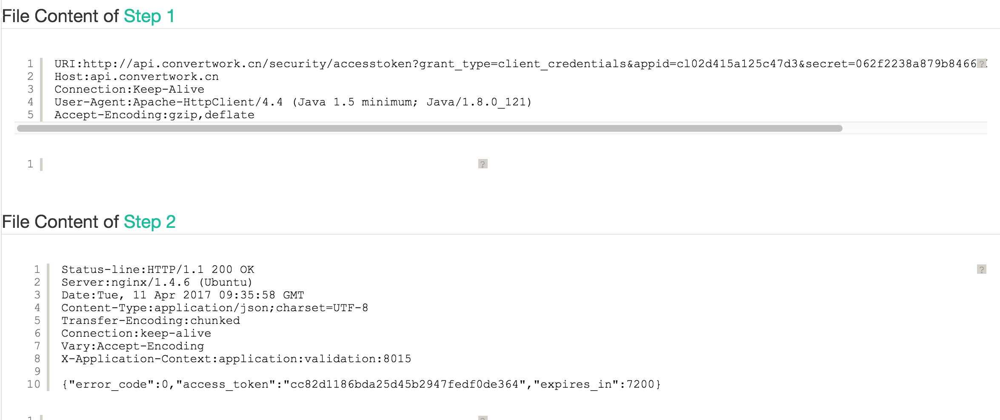 File Content of Step 1
1 URI:http://api.convertwork.cn/security/accesstoken?grant_type=client_credentials&appid=cl02d415a125c47d3&secret=062f2238a879b8466
?
2 Host:api.convertwork.cn
3 Connection:Keep-Alive
4 User-Agent:Apache-HttpClient/4.4 (Java 1.5 minimum; Java/1.8.0_121)
5 Accept-Encoding:gzip,deflate
1 ?
File Content of Step 2
1 Status-line:HTTP/1.1 200 OK ?
2 Server:nginx/1.4.6 (Ubuntu)
3 Date:Tue, 11 Apr 2017 09:35:58 GMT
4 Content-Type:application/json;charset=UTF-8
5 Transfer-Encoding:chunked
6 Connection:keep-alive
7 Vary:Accept-Encoding
8 X-Application-Context:application:validation:8015
9
10 {"error_code":0,"access_token":"cc82d1186bda25d45b2947fedf0de364","expires_in":7200}
1 ?